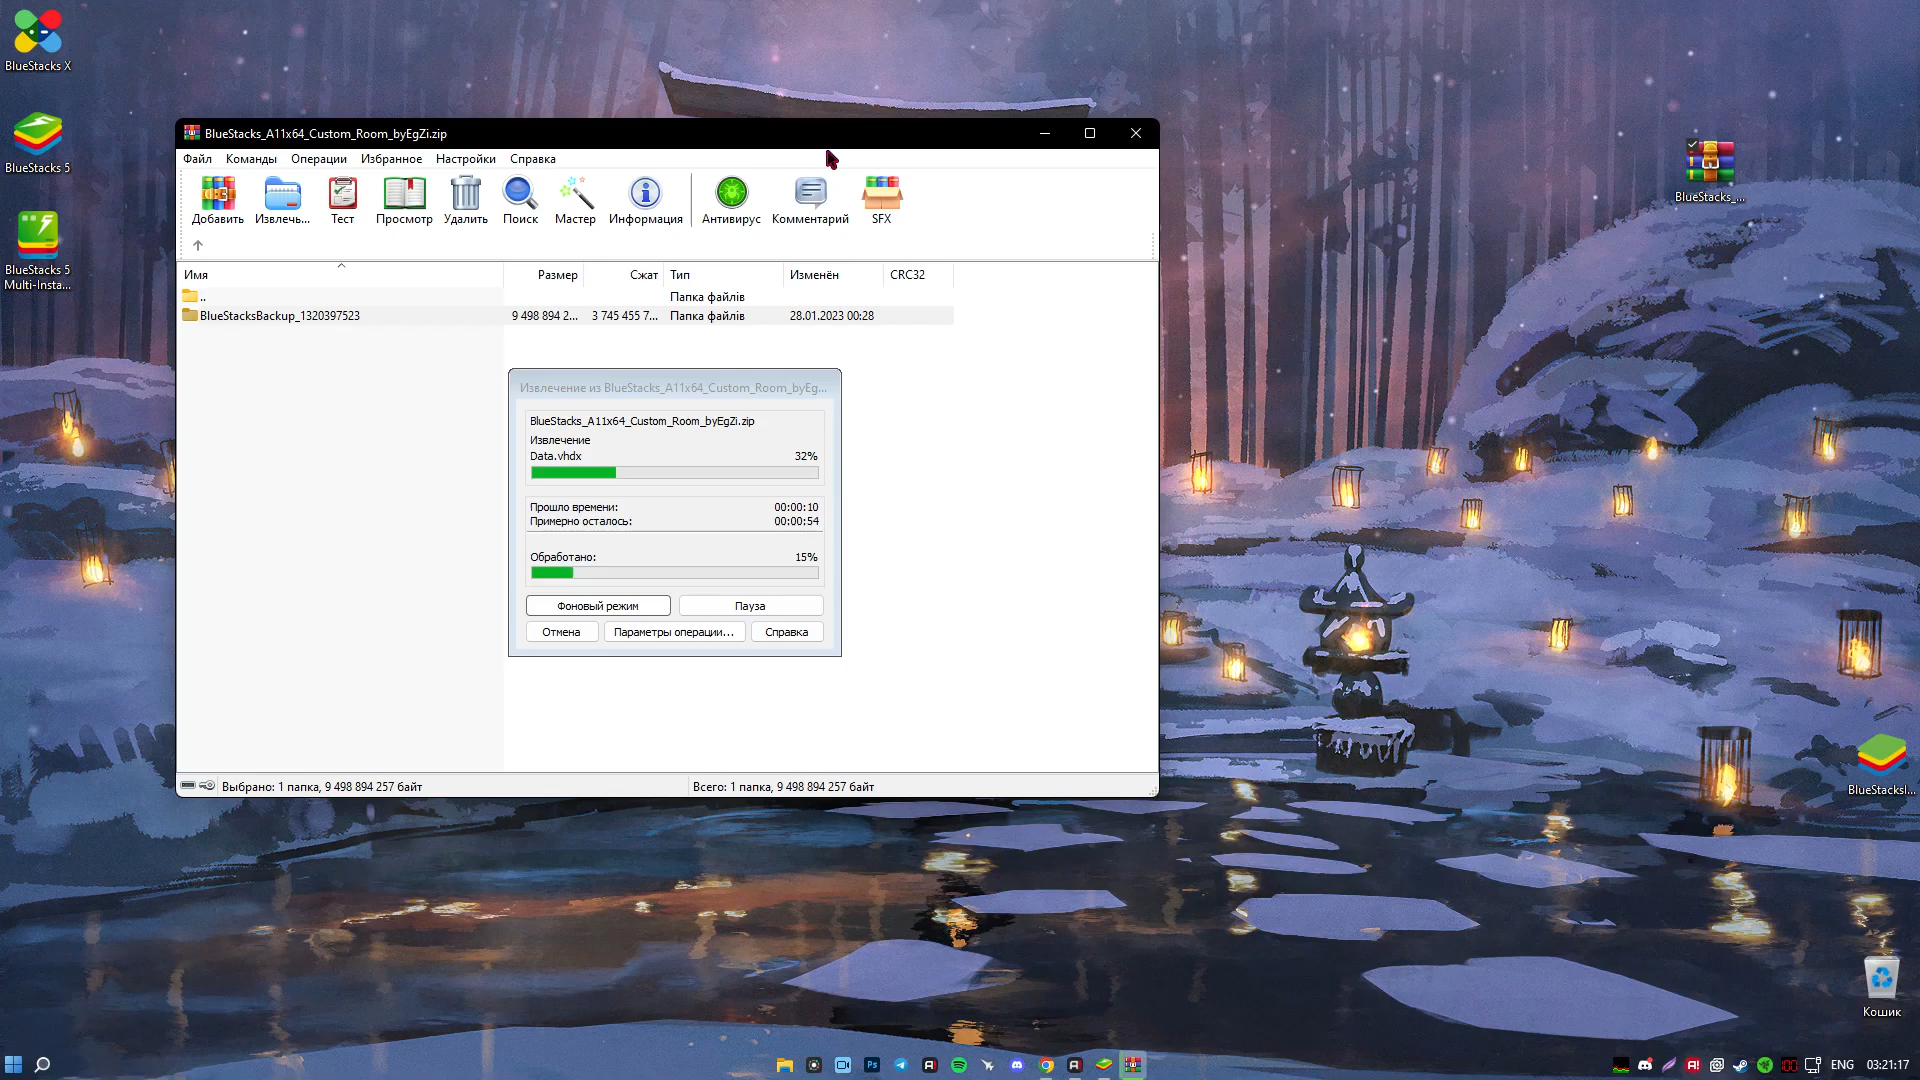 BlueStacks X
BlueStacks 5
BlueStacks 5
Multi-Insta...
BlueStacks_A11x64_Custom_Room_byEgZi.zip
Файл Команды Операции Избранное Настройки Справка
Добавить Извлечь... Тест Просмотр Удалить Поиск Мастер Информация Антивирус Комментарий SFX
Имя Размер Сжат Тип Изменён CRC32
.. Папка файлів
BlueStacksBackup_1320397523 9 498 894 2... 3 745 455 7... Папка файлів 28.01.2023 00:28
Извлечение из BlueStacks_A11x64_Custom_Room_byEg...
BlueStacks_A11x64_Custom_Room_byEgZi.zip
Извлечение
Data.vhdx 32%
Прошло времени: 00:00:10
Примерно осталось: 00:00:54
Обработано: 15%
Фоновый режим Пауза
Отмена Параметры операции... Справка
Выбрано: 1 папка, 9 498 894 257 байт Всего: 1 папка, 9 498 894 257 байт
BlueStacks_...
BlueStacksI...
Кошик
Ps
ENG 03:21:17